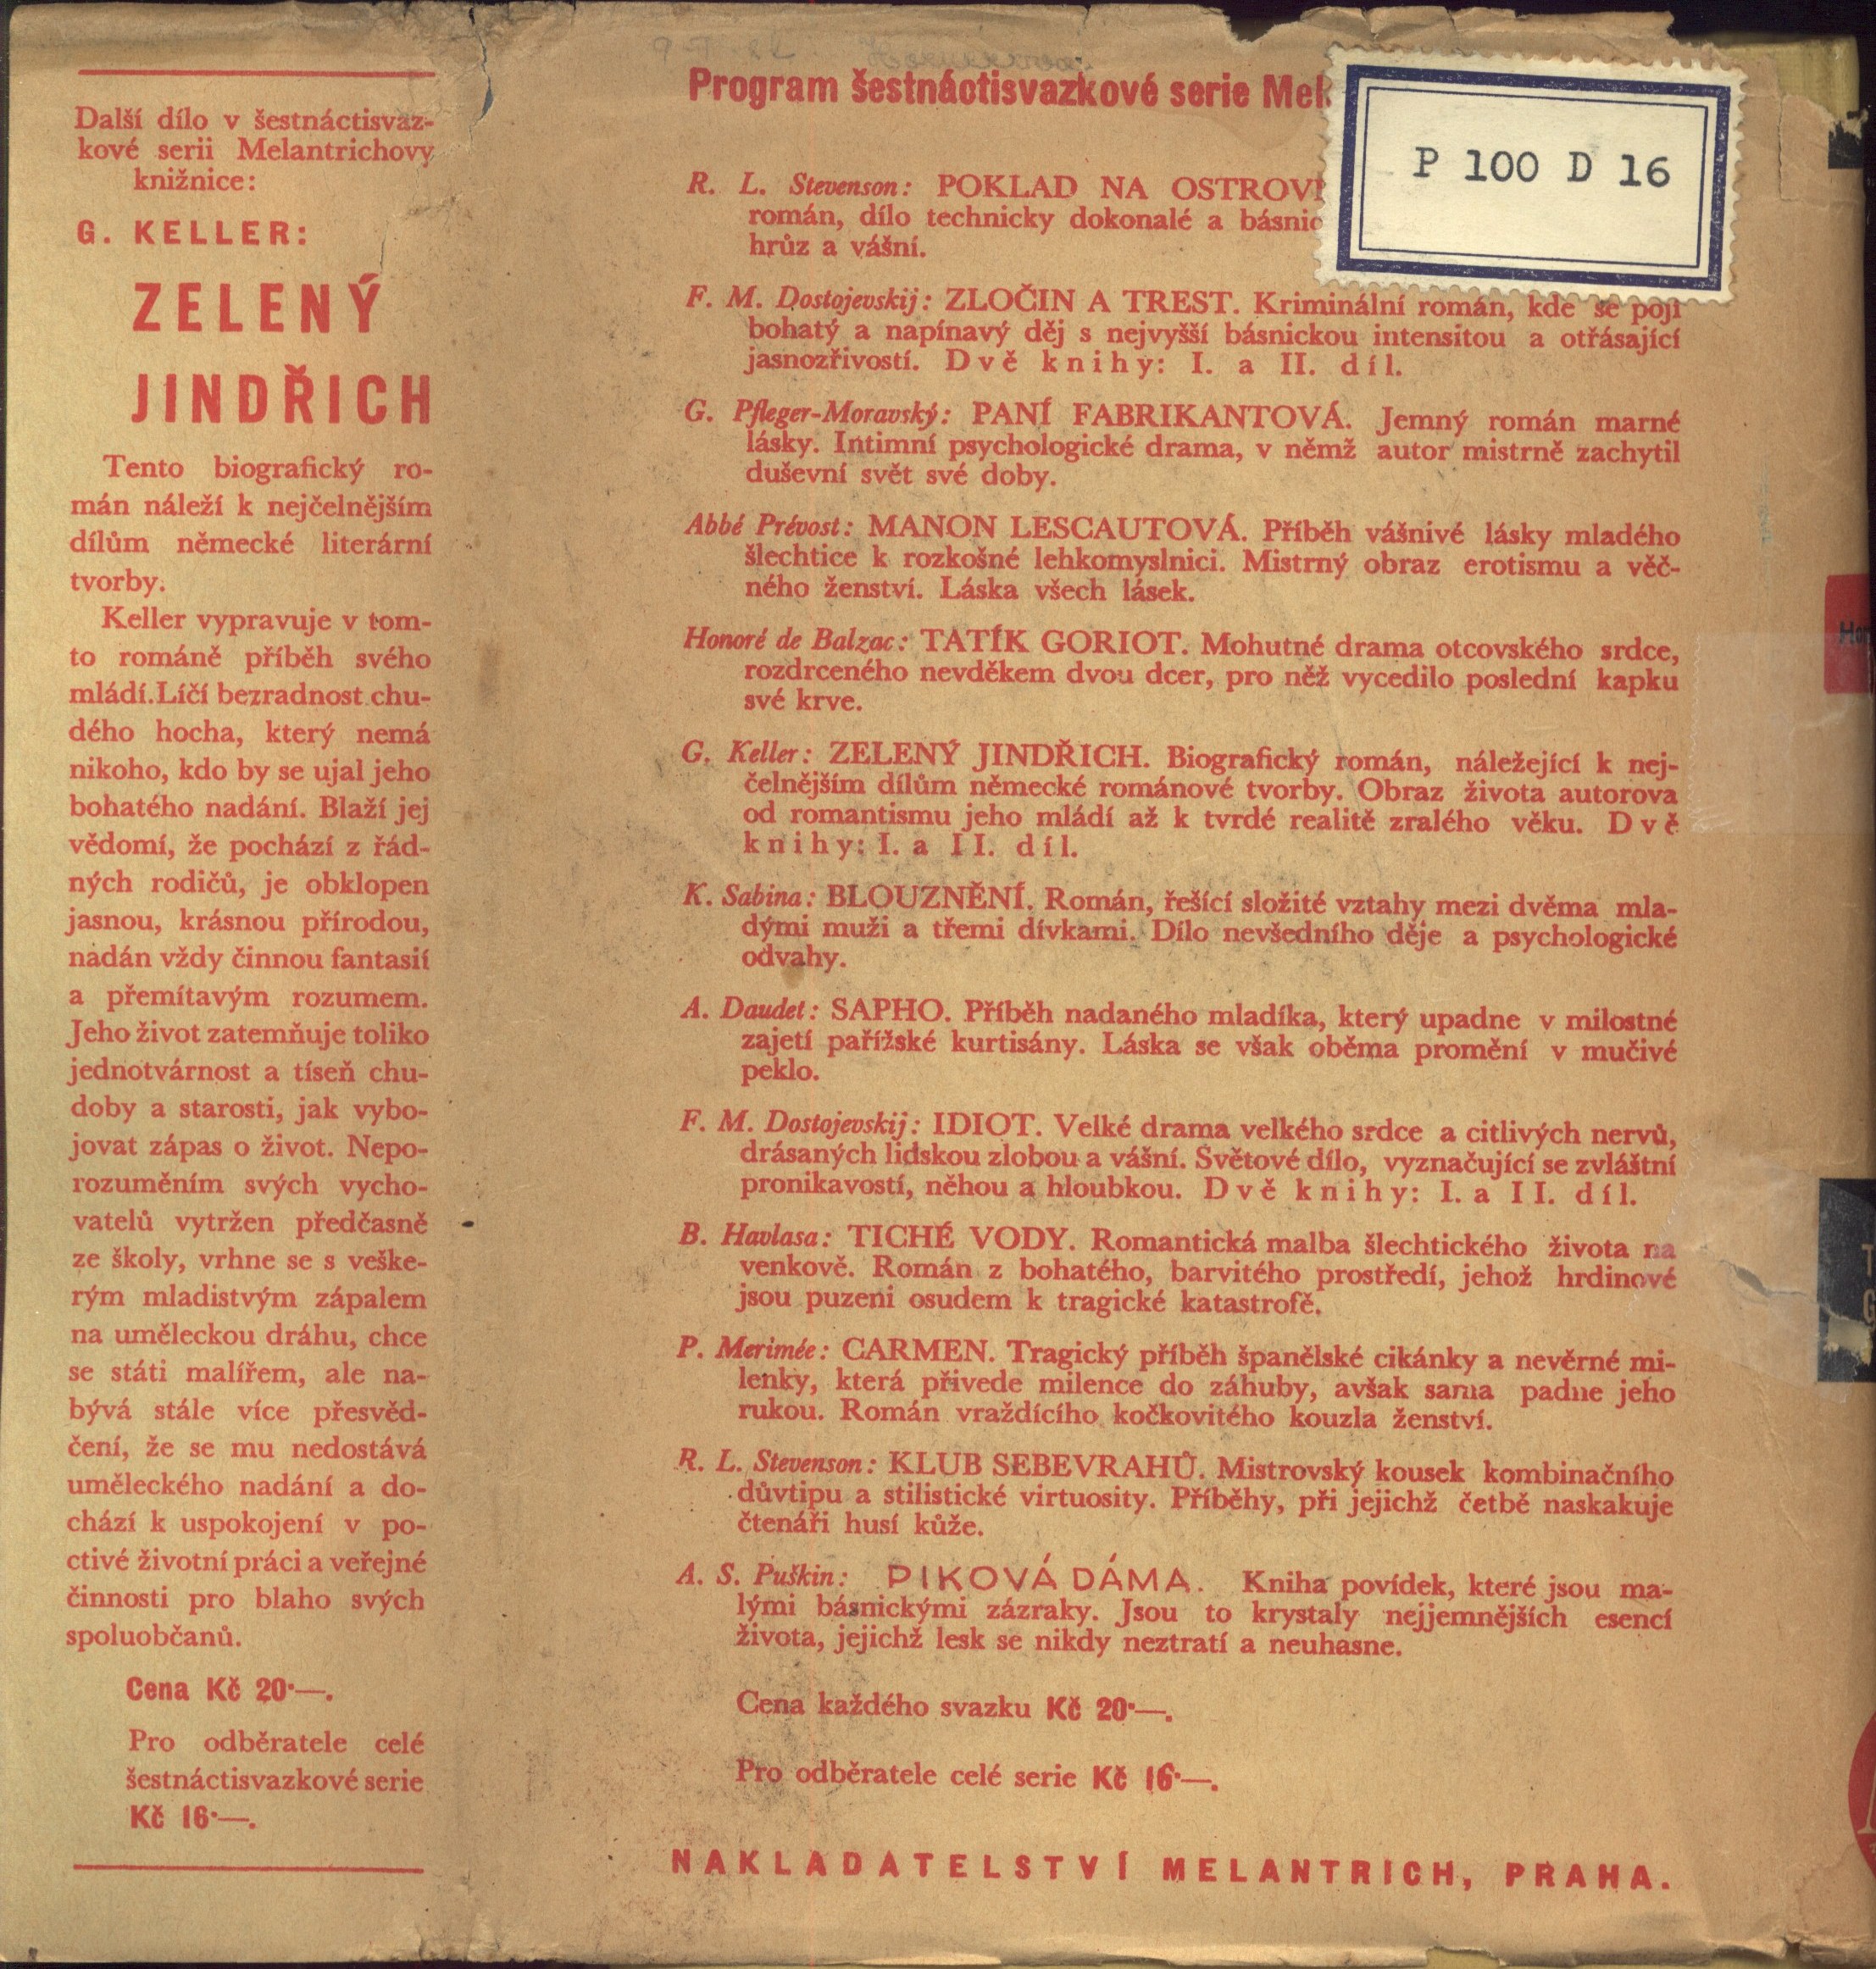 Další dílo v šestnáctisvaz-
kové serii Melantrichovy
knižnice:
G. KELLER:
ZELENÝ
JINDŘICH
Tento biografický ro-
mán náleží k nejčelnějším
dílům německé literární
tvorby.
Keller vypravuje v tom-
to románě příběh svého
mládí. Líčí bezradnost chu-
dého hocha, který nemá
nikoho, kdo by se ujal jeho
bohatého nadání. Blaží jej
vědomí, že pochází z řád-
ných rodičů, je obklopen
jasnou, krásnou přírodou,
nadán vždy činnou fantasií
a přemítavým rozumem.
Jeho život zatemňuje toliko
jednotvárnost a tíseň chu-
doby a starosti, jak vybo-
jovat zápas o život. Nepo-
rozuměním svých vycho-
vatelů vytržen předčasně
ze školy, vrhne se s veške-
rým mladistvým zápalem
na uměleckou dráhu, chce
se státi malířem, ale na-
bývá stále více přesvěd-
čení, že se mu nedostává
uměleckého nadání a do-
chází k uspokojení v po-
ctivé životní práci a veřejné
činnosti pro blaho svých
spoluobčanů.
Cena Kč 20·—.
Pro odběratele celé
šestnáctisvazkové serie
Kč 16·—.
Program šestnáctisvazkové serie Mel
P 100 D 16
R. L. Stevenson: POKLAD NA OSTROV
román, dílo technicky dokonalé a básnic
hrůz a vášní.
F. M. Dostojevskij: ZLOČIN A TREST. Kriminální román, kde se pojí
bohatý a napínavý děj s nejvyšší básnickou intensitou a otřásající
jasnozřivostí. Dvě knihy: I. a II. díl.
G. Pfleger-Moravský: PANÍ FABRIKANTOVÁ. Jemný román marné
lásky. Intimní psychologické drama, v němž autor mistrně zachytil
duševní svět své doby.
Abbé Prévost: MANON LESCAUTOVÁ. Příběh vášnivé lásky mladého
šlechtice k rozkošné lehkomyslnici. Mistrný obraz erotismu a věč-
ného ženství. Láska všech lásek.
Honoré de Balzac: TATÍK GORIOT. Mohutné drama otcovského srdce,
rozdrceného nevděkem dvou dcer, pro něž vycedilo poslední kapku
své krve.
G. Keller: ZELENÝ JINDŘICH. Biografický román, náležející k nej-
čelnějším dílům německé románové tvorby. Obraz života autorova
od romantismu jeho mládí až k tvrdé realitě zralého věku. Dvě
knihy: I. a II. díl.
K. Sabina: BLOUZNĚNÍ. Román, řešící složité vztahy mezi dvěma mla-
dými muži a třemi dívkami. Dílo nevšedního děje a psychologické
odvahy.
A. Daudet: SAPHO. Příběh nadaného mladíka, který upadne v milostné
zajetí pařížské kurtisány. Láska se však oběma promění v mučivé
peklo.
F. M. Dostojevskij: IDIOT. Velké drama velkého srdce a citlivých nervů,
drásaných lidskou zlobou a vášní. Světové dílo, vyznačující se zvláštní
pronikavostí, něhou a hloubkou. Dvě knihy: I. a II. díl.
B. Havlasa: TICHÉ VODY. Romantická malba šlechtického života na
venkově. Román z bohatého, barvitého prostředí, jehož hrdinové
jsou puzeni osudem k tragické katastrofě.
P. Merimée: CARMEN. Tragický příběh španělské cikánky a nevěrné mi-
lenky, která přivede milence do záhuby, avšak sama padne jeho
rukou. Román vraždícího kočkovitého kouzla ženství.
R. L. Stevenson: KLUB SEBEVRAHŮ. Mistrovský kousek kombinačního
důvtipu a stilistické virtuosity. Příběhy, při jejichž četbě naskakuje
čtenáři husí kůže.
A. S. Puškin: PIKOVÁ DÁMA. Kniha povídek, které jsou ma-
lými básnickými zázraky. Jsou to krystaly nejjemnějších esencí
života, jejichž lesk se nikdy neztratí a neuhasne.
Cena každého svazku Kč 20·—.
Pro odběratele celé serie Kč 16·—.
NAKLADATELSTVÍ MELANTRICH, PRAHA.